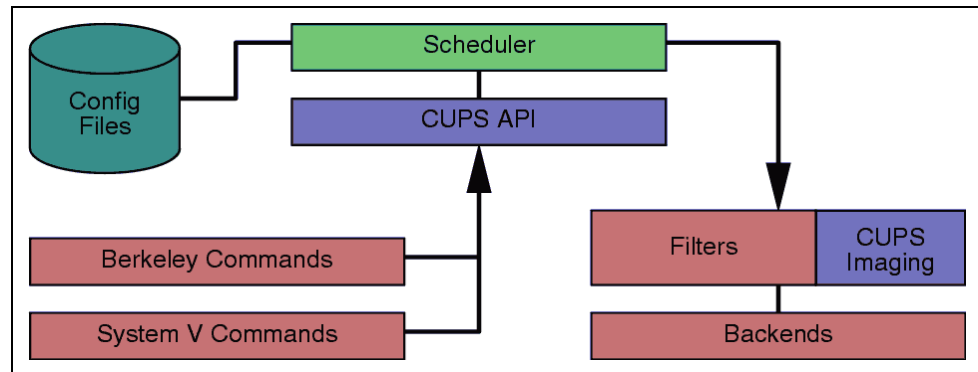 Scheduler
Config
Files
CUPS API
Berkeley Commands
Filters
CUPS
Imaging
System V Commands
Backends